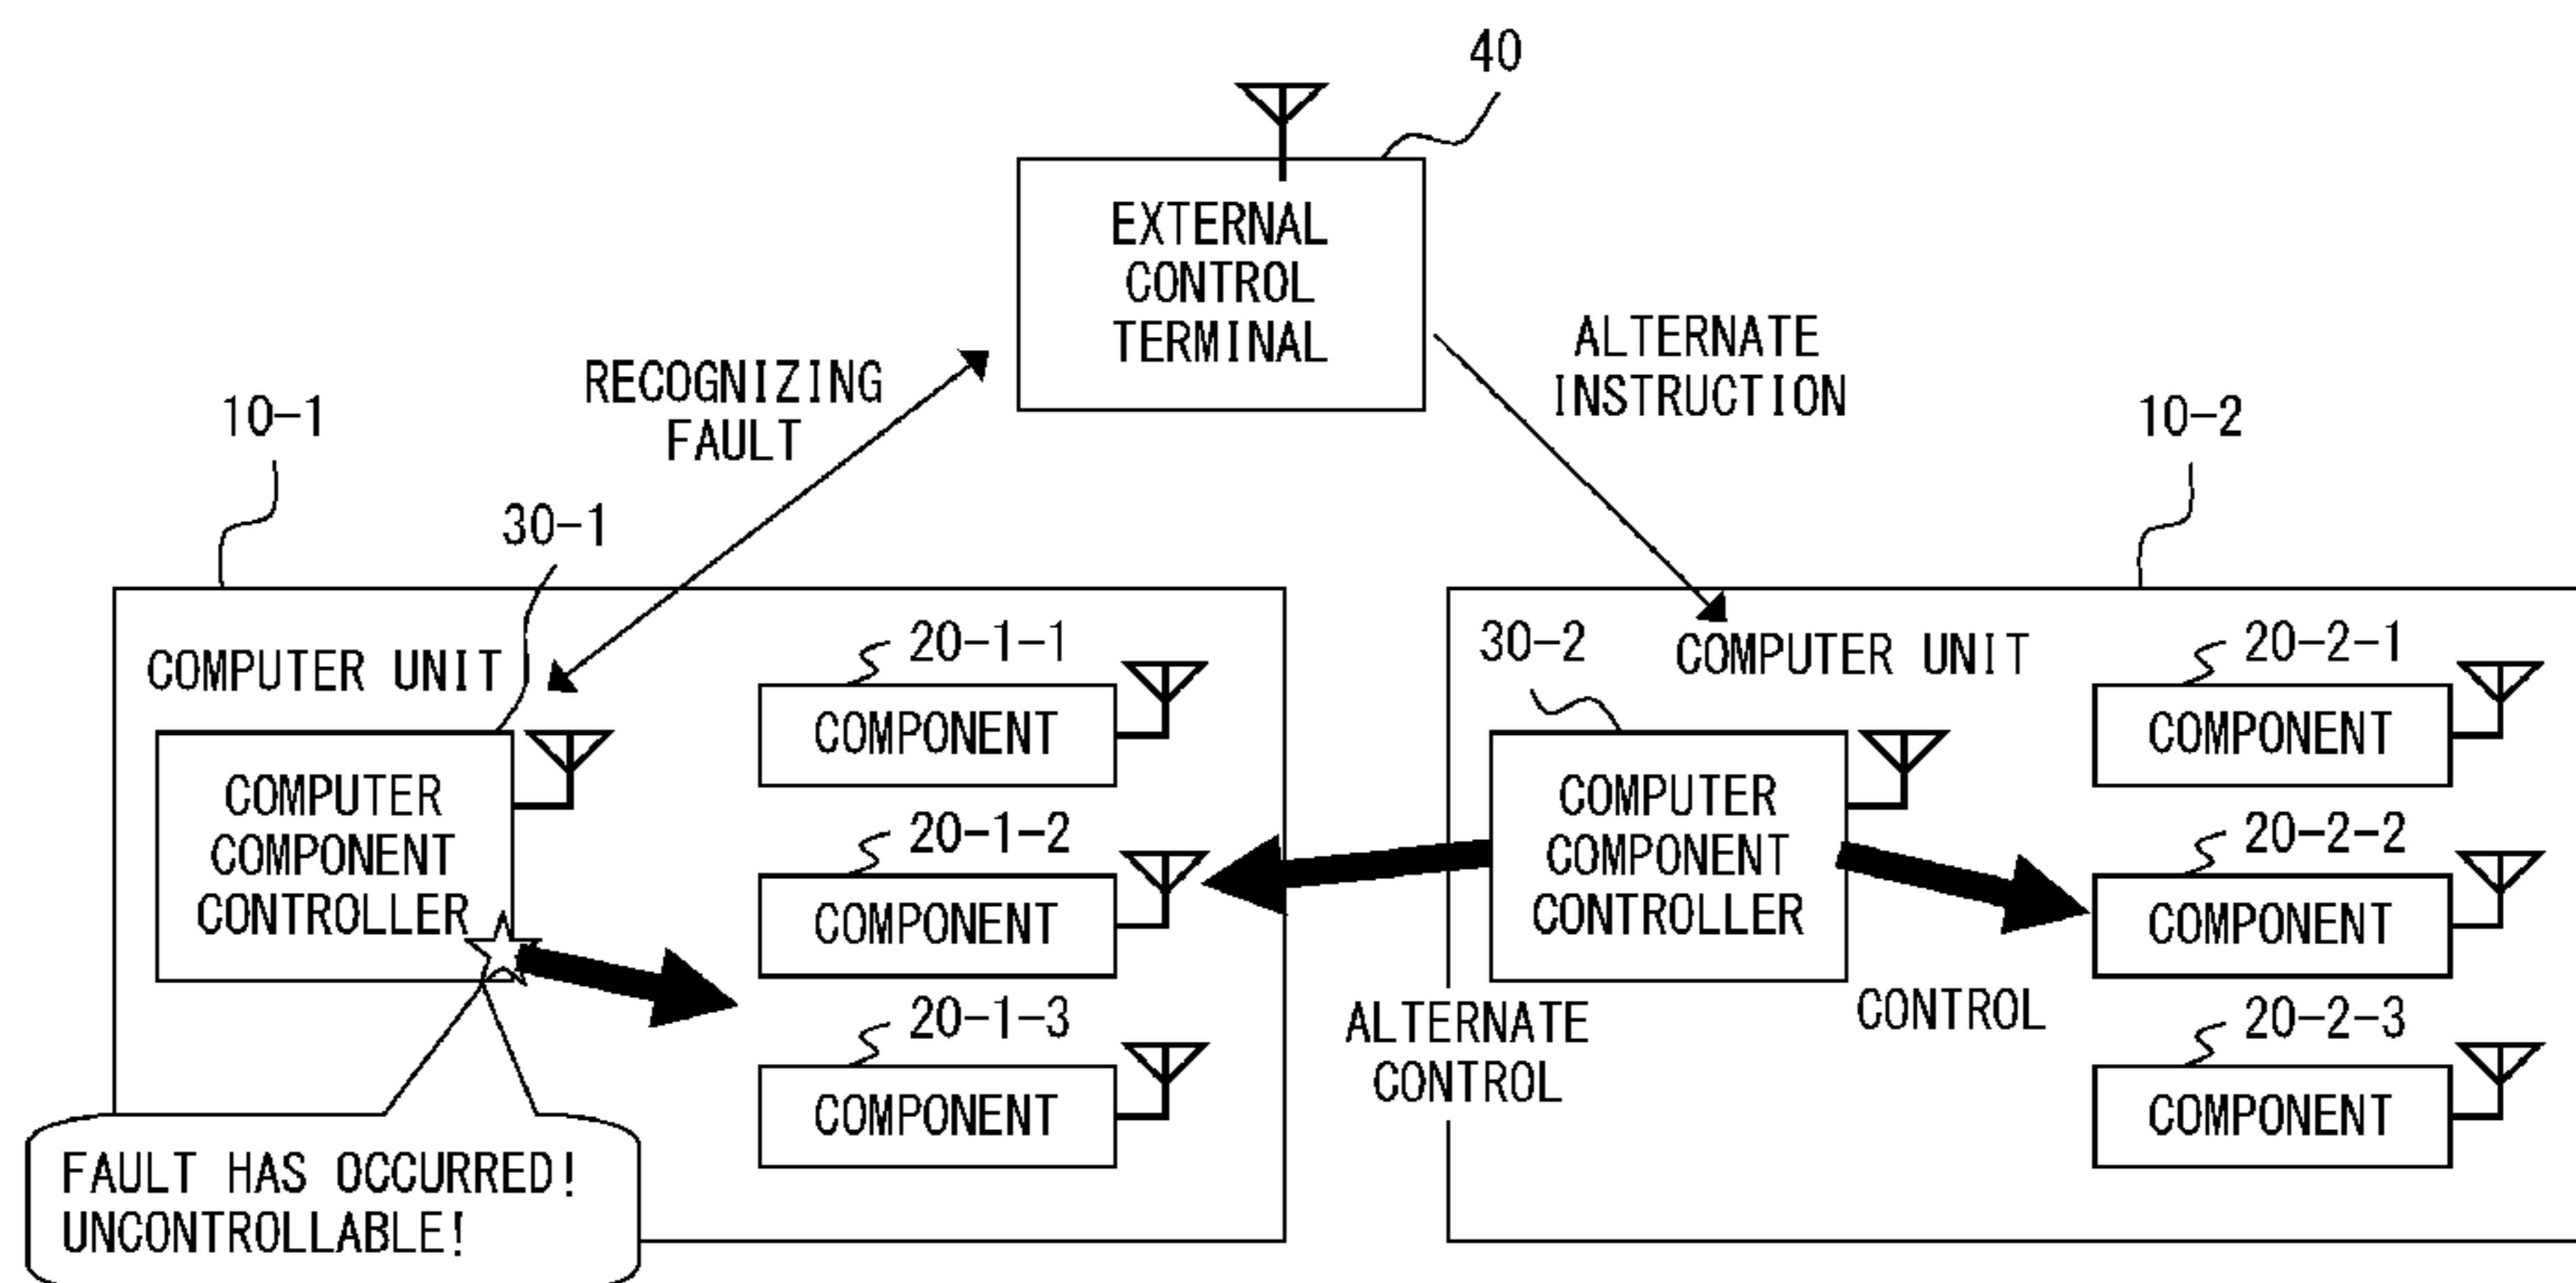 40
EXTERNAL
CONTROL
TERMINAL
RECOGNIZING
FAULT
ALTERNATE
INSTRUCTION
10-1
10-2
30-1
COMPUTER UNIT
20-1-1
COMPONENT
COMPUTER
COMPONENT
CONTROLLER
20-1-2
COMPONENT
20-1-3
COMPONENT
FAULT HAS OCCURRED!
UNCONTROLLABLE!
30-2
COMPUTER UNIT
20-2-1
COMPONENT
COMPUTER
COMPONENT
CONTROLLER
20-2-2
COMPONENT
ALTERNATE
CONTROL
CONTROL
20-2-3
COMPONENT